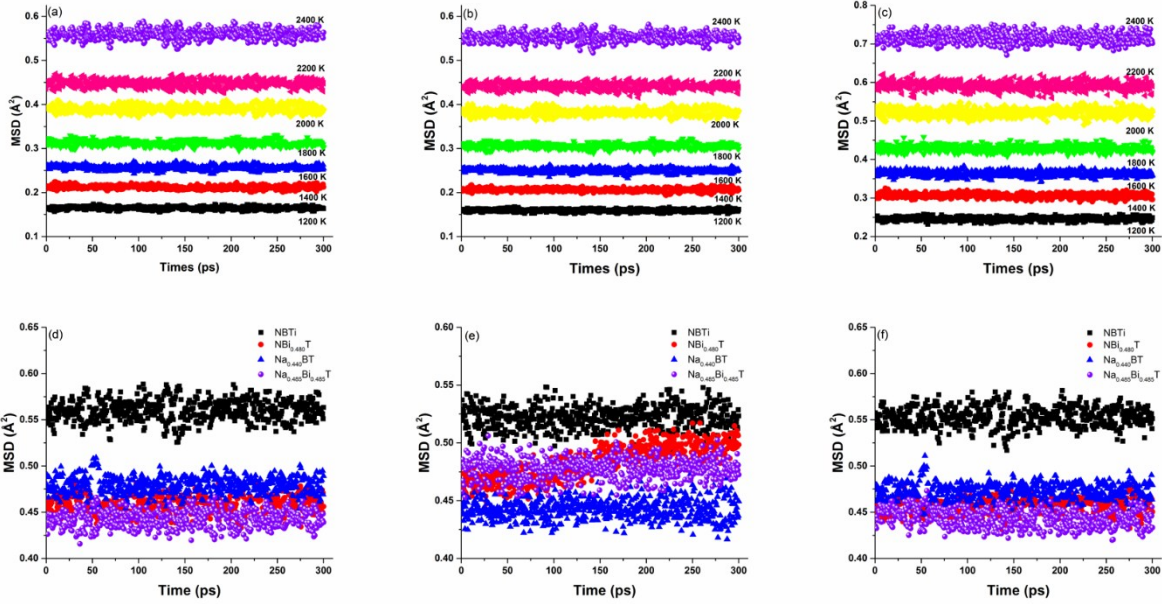 (a)
2400 K
2200 K
2000 K
1800 K
1600 K
1400 K
1200 K
0.6
0.5
0.4
0.3
0.2
0.1
MSD (Å²)
0 50 100 150 200 250 300
Times (ps)
(b)
2400 K
2200 K
2000 K
1800 K
1600 K
1400 K
1200 K
0.6
0.5
0.4
0.3
0.2
0.1
MSD (Å²)
0 50 100 150 200 250 300
Times (ps)
(c)
2400 K
2200 K
2000 K
1800 K
1600 K
1400 K
1200 K
0.8
0.7
0.6
0.5
0.4
0.3
0.2
MSD (Å²)
0 50 100 150 200 250 300
Times (ps)
(d)
NBTi
NBi₀.₄₈₀T
Na₀.₄₄₀BT
Na₀.₄₈₅Bi₀.₄₈₅T
0.65
0.60
0.55
0.50
0.45
0.40
MSD (Å²)
0 50 100 150 200 250 300
Time (ps)
(e)
NBTi
NBi₀.₄₈₀T
Na₀.₄₄₀BT
Na₀.₄₈₅Bi₀.₄₈₅T
0.60
0.55
0.50
0.45
0.40
MSD (Å²)
0 50 100 150 200 250 300
Time (ps)
(f)
NBTi
NBi₀.₄₈₀T
Na₀.₄₄₀BT
Na₀.₄₈₅Bi₀.₄₈₅T
0.65
0.60
0.55
0.50
0.45
0.40
MSD (Å²)
0 50 100 150 200 250 300
Time (ps)